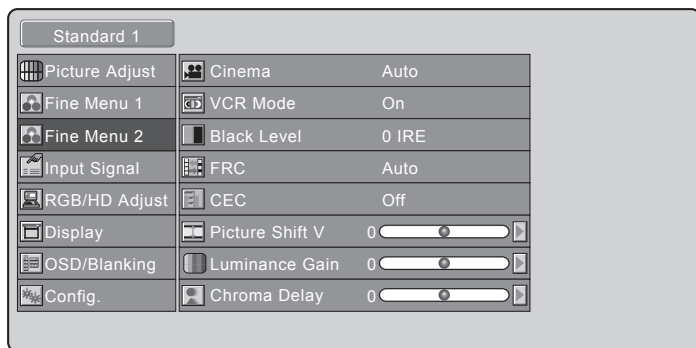 Standard 1
Picture Adjust
Fine Menu 1
Fine Menu 2
Input Signal
RGB/HD Adjust
Display
OSD/Blanking
Config.
Cinema Auto
VCR Mode On
Black Level 0 IRE
FRC Auto
CEC Off
Picture Shift V 0
Luminance Gain 0
Chroma Delay 0